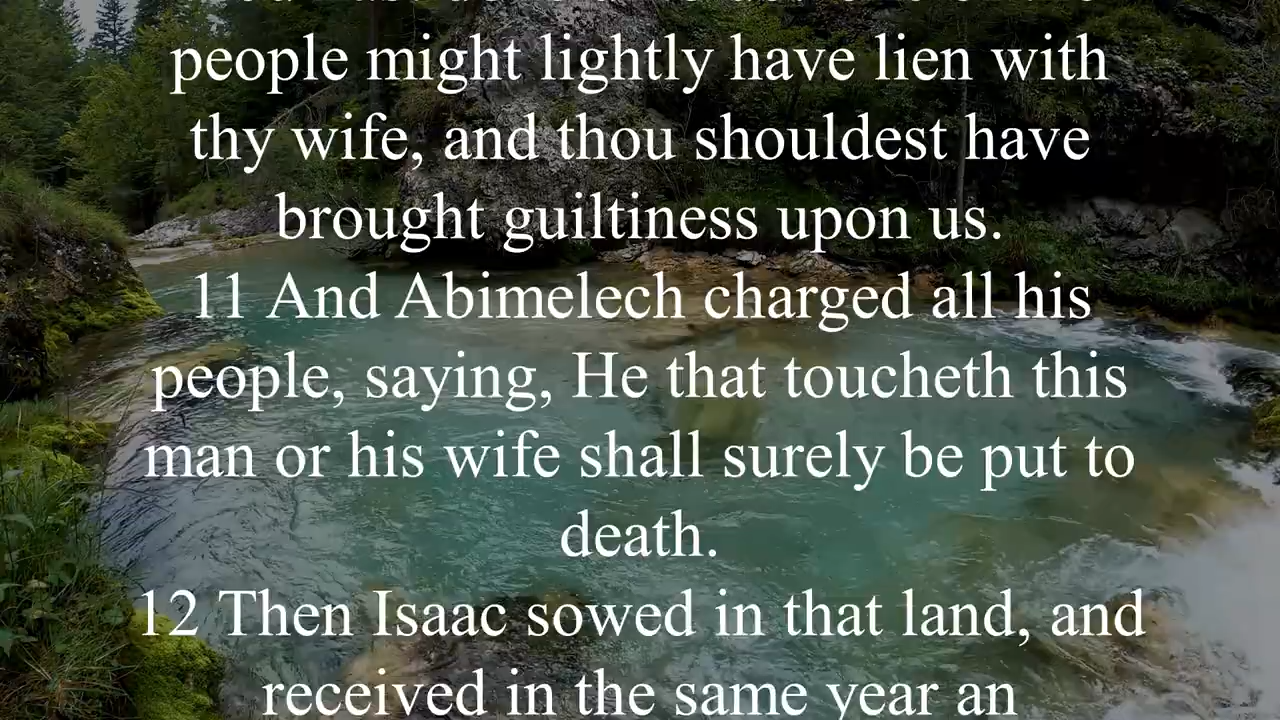 people might lightly have lien with
thy wife, and thou shouldest have
brought guiltiness upon us.
11 And Abimelech charged all his
people, saying, He that toucheth this
man or his wife shall surely be put to
death.
12 Then Isaac sowed in that land, and
received in the same year an